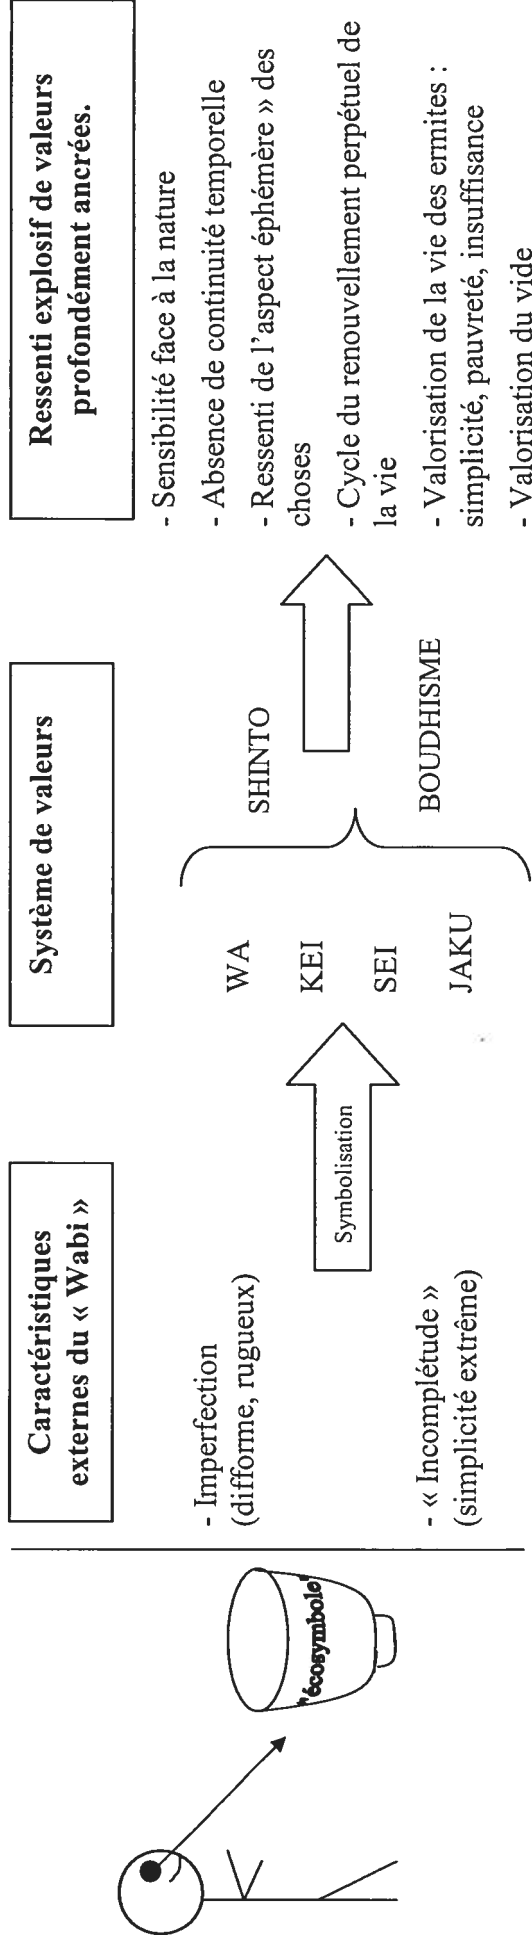 "écosymbole"
Caractéristiques
externes du « Wabi »
- Imperfection
(difforme, rugueux)
- « Incomplétude »
(simplicité extrême)
Symbolisation
Système de valeurs
WA
KEI
SEI
JAKU
SHINTO
BOUDHISME
Ressenti explosif de valeurs
profondément ancrées.
- Sensibilité face à la nature
- Absence de continuité temporelle
- Ressenti de l'aspect éphémère » des
choses
- Cycle du renouvellement perpétuel de
la vie
- Valorisation de la vie des ermites :
simplicité, pauvreté, insuffisance
- Valorisation du vide